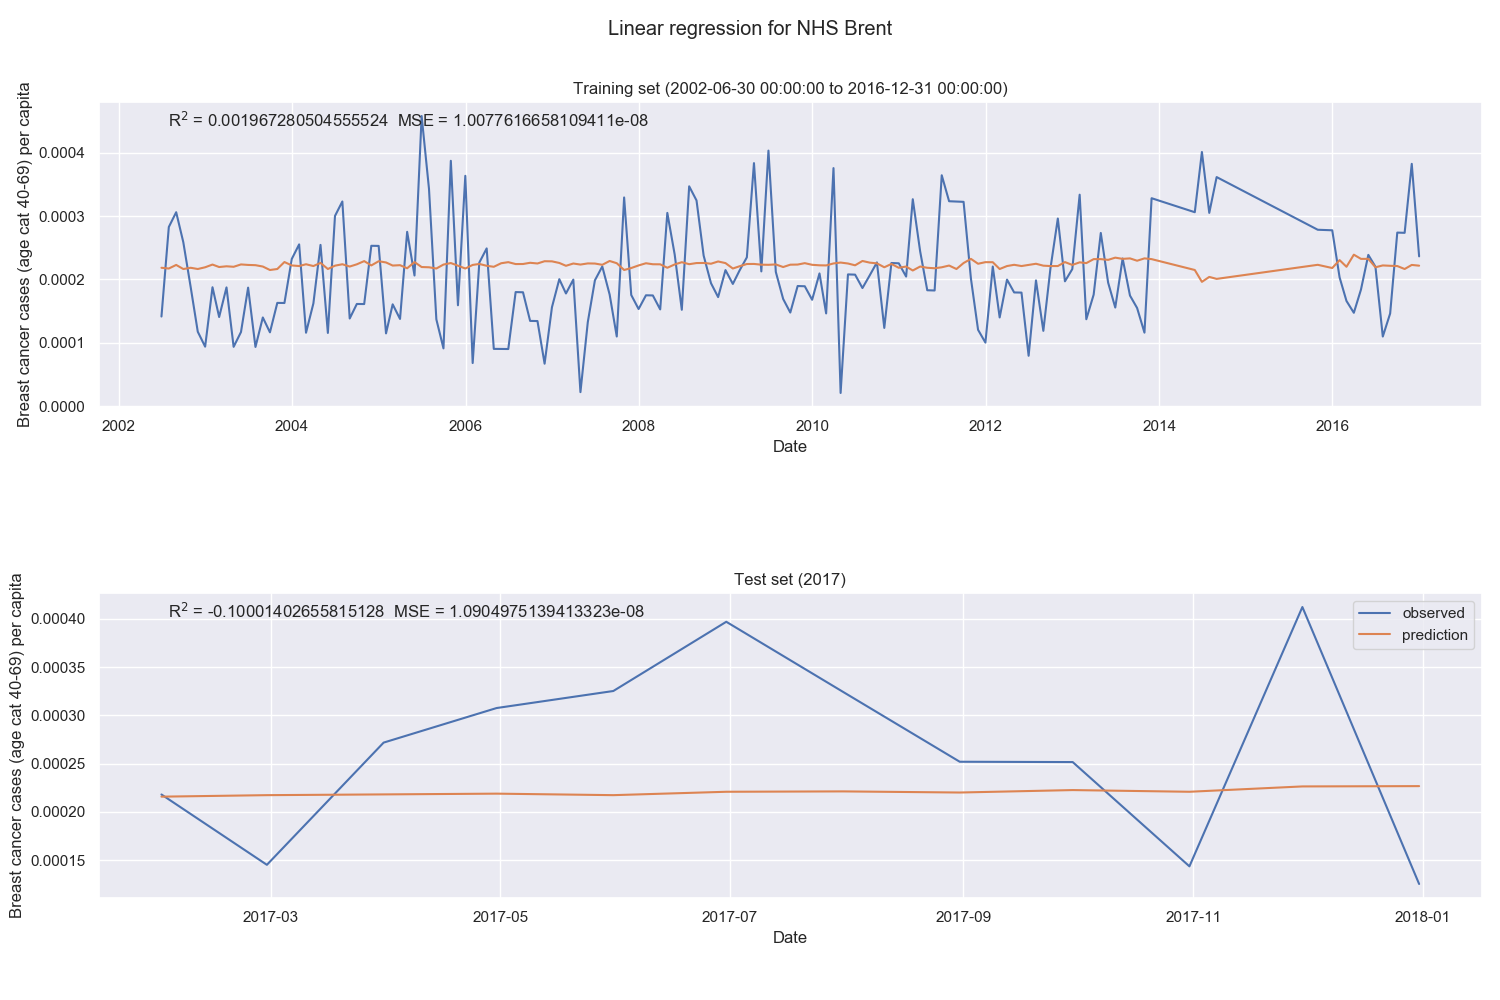 Linear regression for NHS Brent
Training set (2002-06-30 00:00:00 to 2016-12-31 00:00:00)
R² = 0.001967280504555524 MSE = 1.0077616658109411e-08
Breast cancer cases (age cat 40-69) per capita
0.0004
0.0003
0.0002
0.0001
0.0000
2002 2004 2006 2008 2010 2012 2014 2016
Date
Test set (2017)
R² = -0.10001402655815128 MSE = 1.0904975139413323e-08
observed
prediction
Breast cancer cases (age cat 40-69) per capita
0.00040
0.00035
0.00030
0.00025
0.00020
0.00015
2017-03 2017-05 2017-07 2017-09 2017-11 2018-01
Date